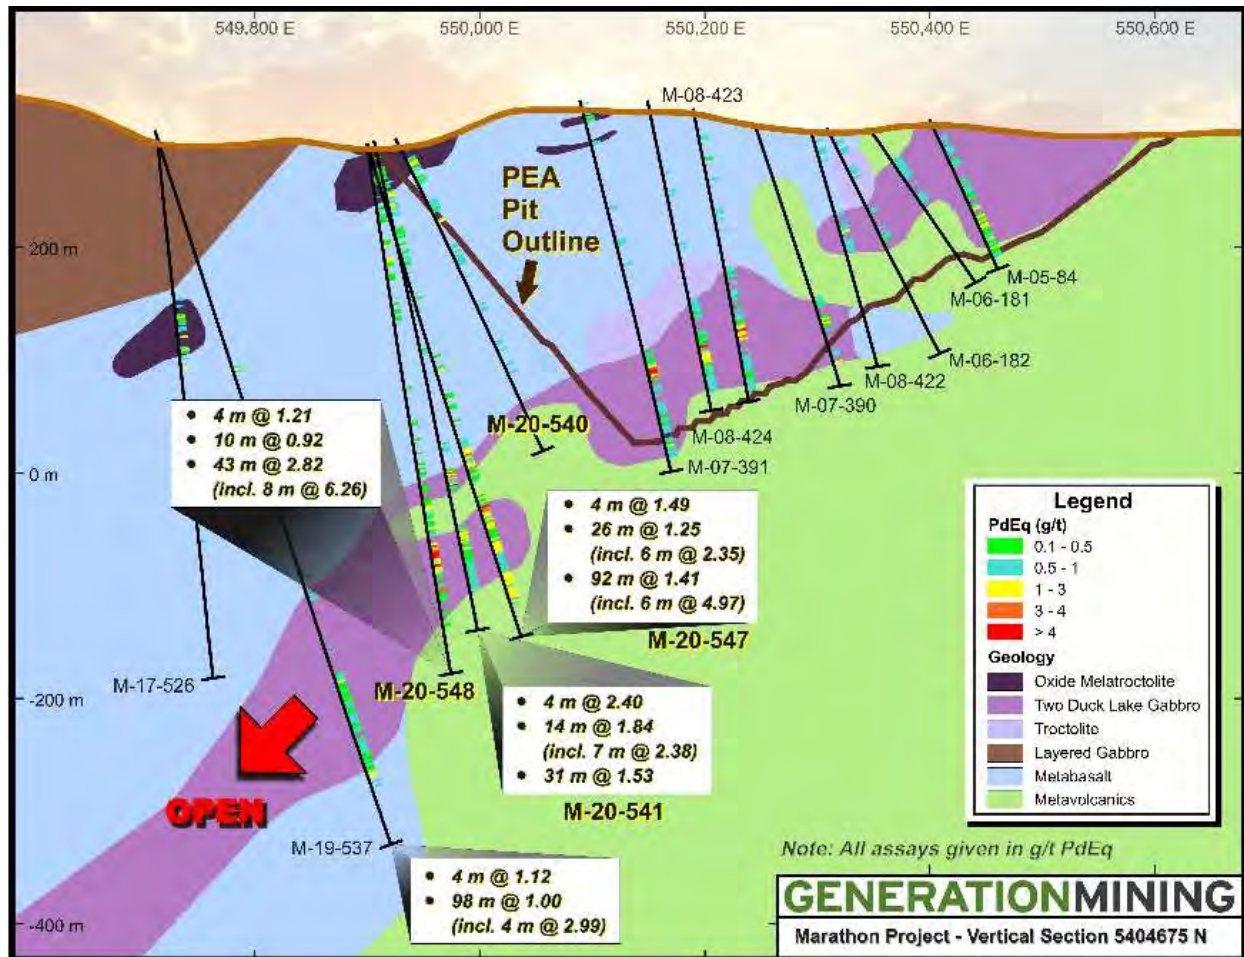 549,800 E
550,000 E
550,200 E
550,400 E
550,600 E
M-08-423
PEA
Pit
Outline
200 m
M-05-84
M-06-181
M-06-182
M-08-422
M-07-390
• 4 m @ 1.21
• 10 m @ 0.92
• 43 m @ 2.82
(incl. 8 m @ 6.26)
M-20-540
M-08-424
M-07-391
0 m
• 4 m @ 1.49
• 26 m @ 1.25
(incl. 6 m @ 2.35)
• 92 m @ 1.41
(incl. 6 m @ 4.97)
M-20-547
Legend
PdEq (g/t)
0.1 - 0.5
0.5 - 1
1 - 3
3 - 4
> 4
Geology
Oxide Melatroctolite
Two Duck Lake Gabbro
Troctolite
Layered Gabbro
Metabasalt
Metavolcanics
M-17-526
M-20-548
-200 m
• 4 m @ 2.40
• 14 m @ 1.84
(incl. 7 m @ 2.38)
• 31 m @ 1.53
M-20-541
OPEN
M-19-537
• 4 m @ 1.12
• 98 m @ 1.00
(incl. 4 m @ 2.99)
-400 m
Note: All assays given in g/t PdEq
GENERATIONMINING
Marathon Project - Vertical Section 5404675 N